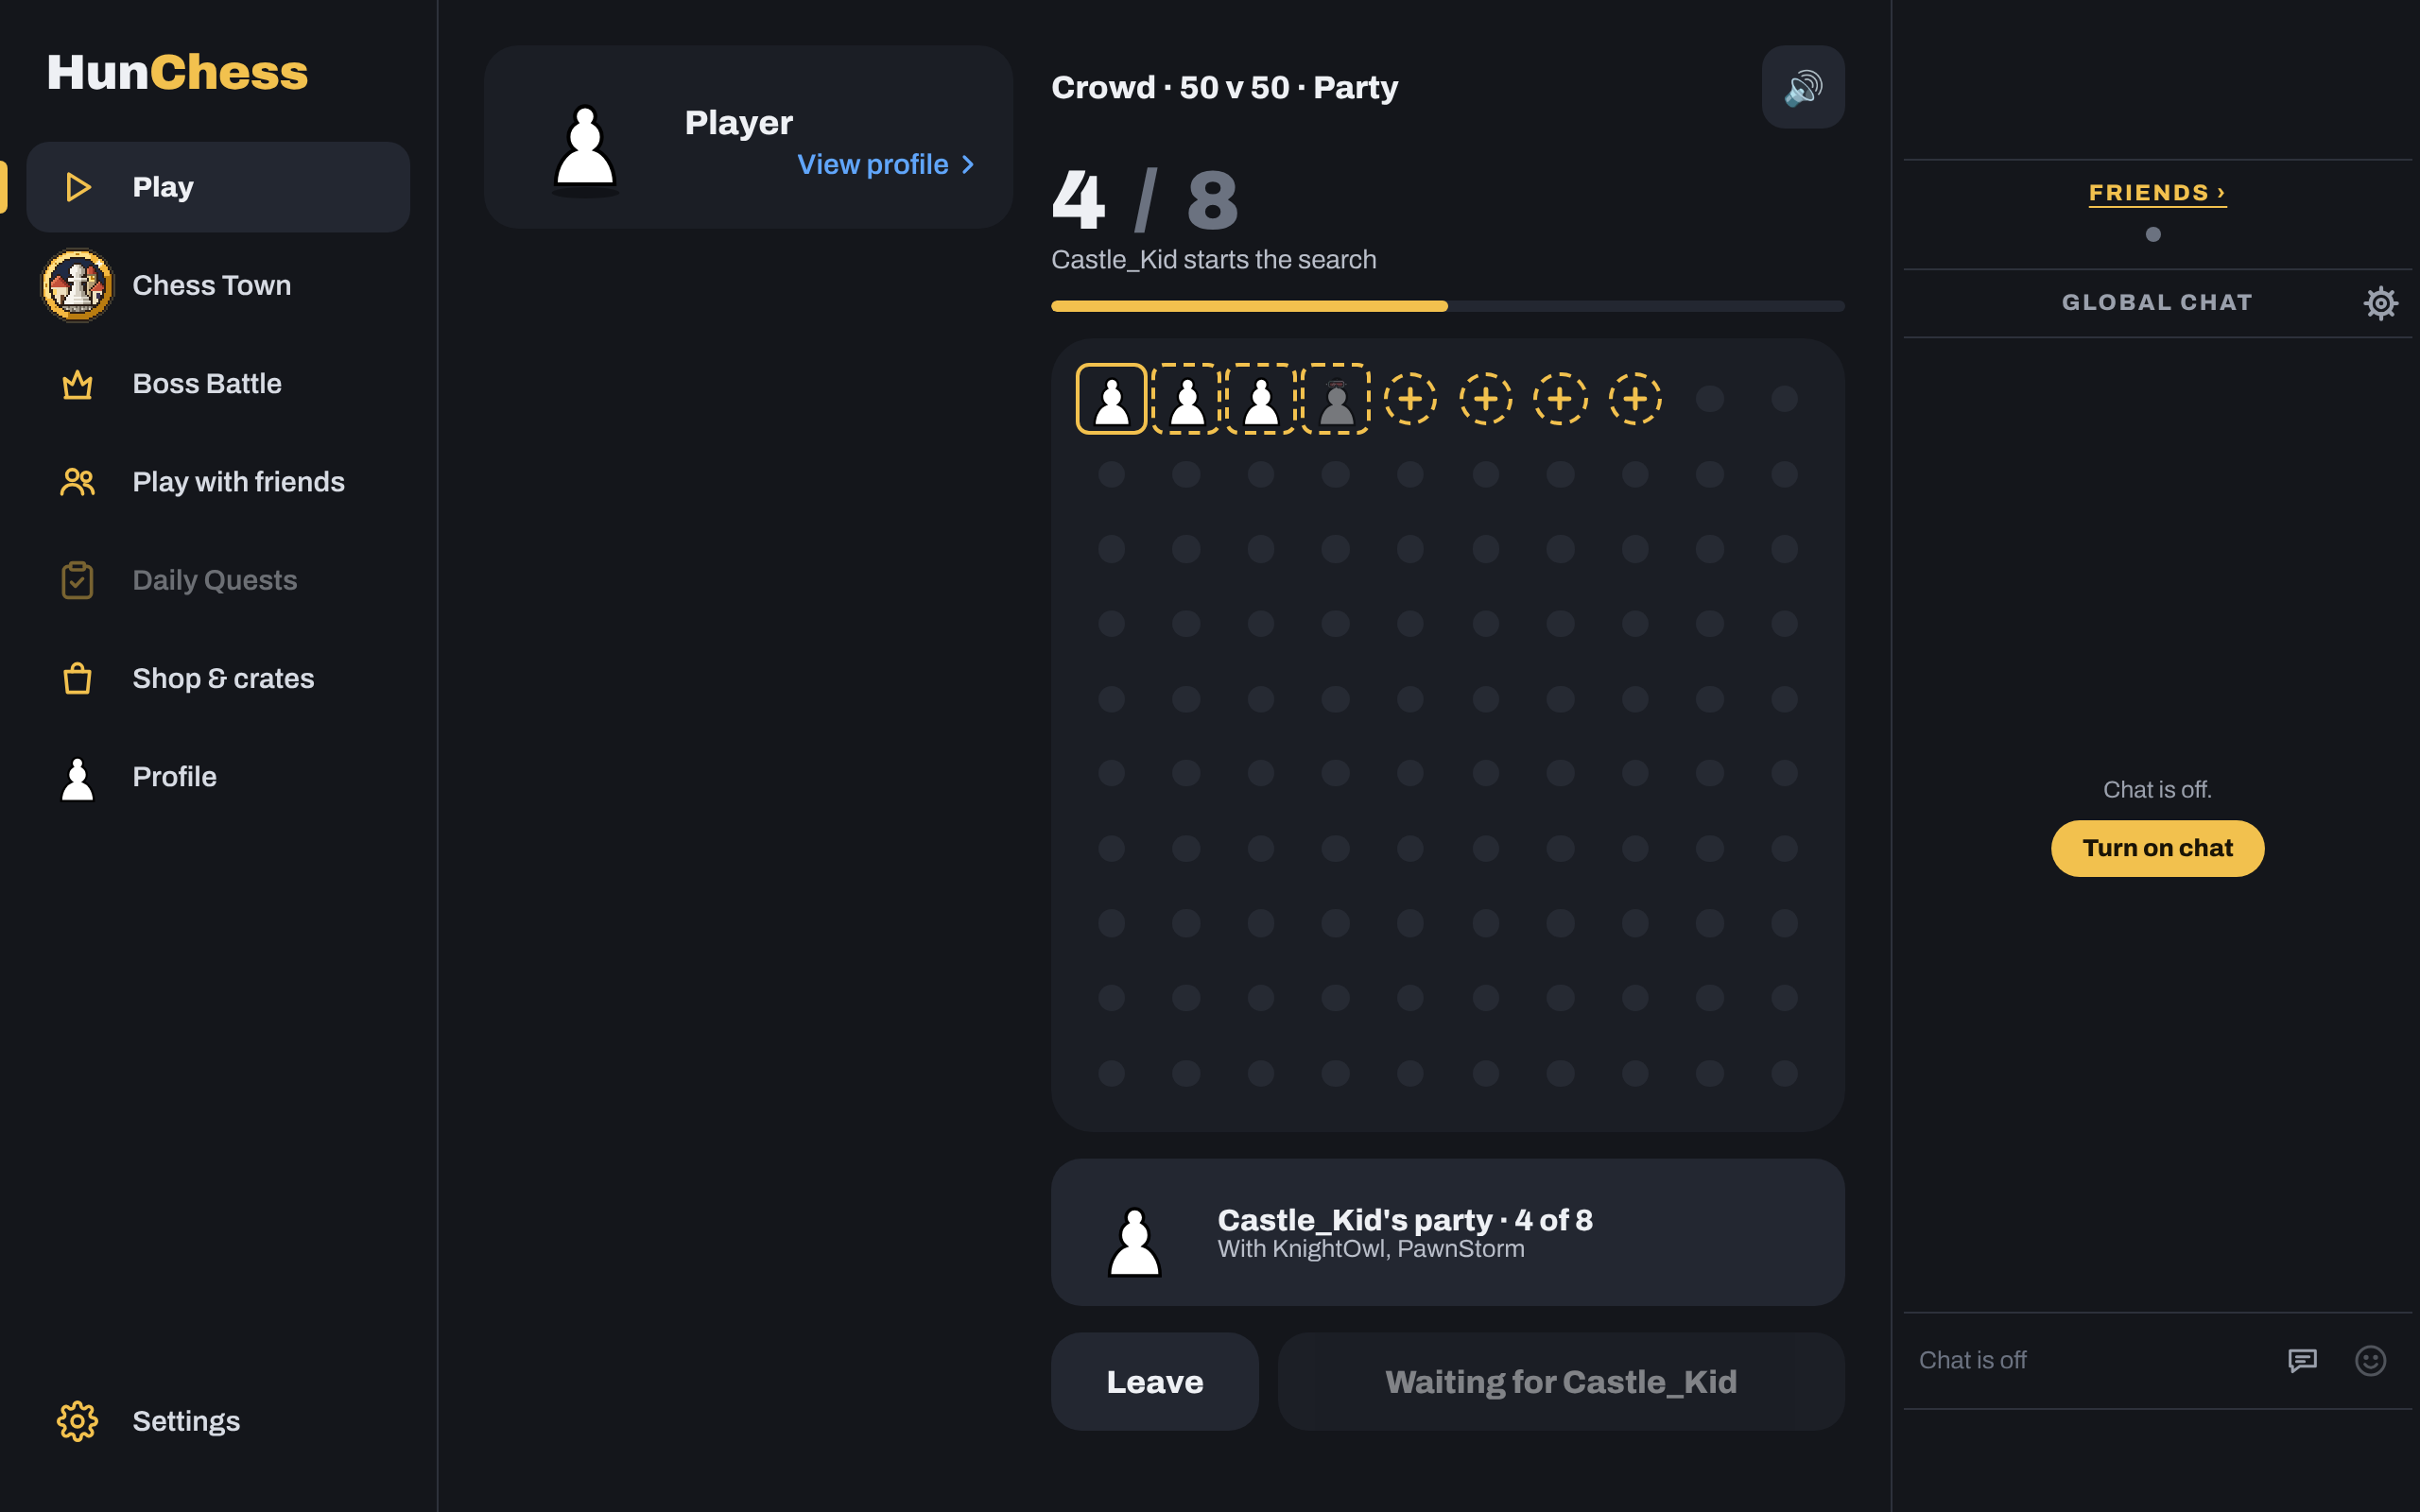 HunChess
Play
Chess Town
Boss Battle
Play with friends
Daily Quests
Shop & crates
Profile
Settings
Player
View profile
Crowd · 50 v 50 · Party
4 / 8
Castle_Kid starts the search
Castle_Kid's party · 4 of 8
With KnightOwl, PawnStorm
Leave
Waiting for Castle_Kid
FRIENDS ›
GLOBAL CHAT
Chat is off.
Turn on chat
Chat is off